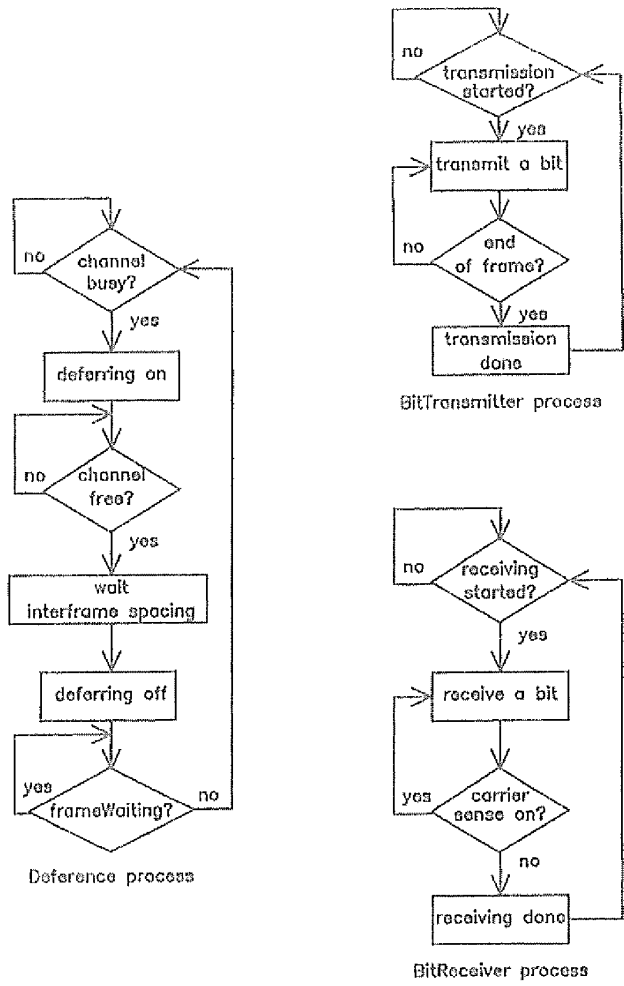 no
channel
busy?
yes
deferring on
no
channel
free?
yes
wait
interframe spacing
deferring off
yes
frameWaiting?
no
Deference process
no
transmission
started?
yes
transmit a bit
no
end
of frame?
yes
transmission
done
BitTransmitter process
no
receiving
started?
yes
receive a bit
yes
carrier
sense on?
no
receiving done
BitReceiver process